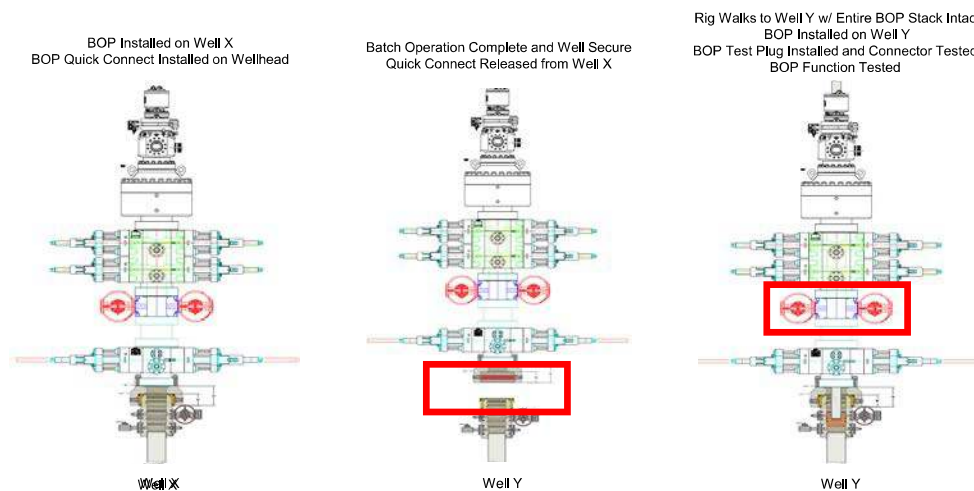 BOP Installed on Well X
BOP Quick Connect Installed on Wellhead
Batch Operation Complete and Well Secure
Quick Connect Released from Well X
Rig Walks to Well Y w/ Entire BOP Stack Intac
BOP Installed on Well Y
BOP Test Plug Installed and Connector Tested
BOP Function Tested
Well X
Well Y
Well Y